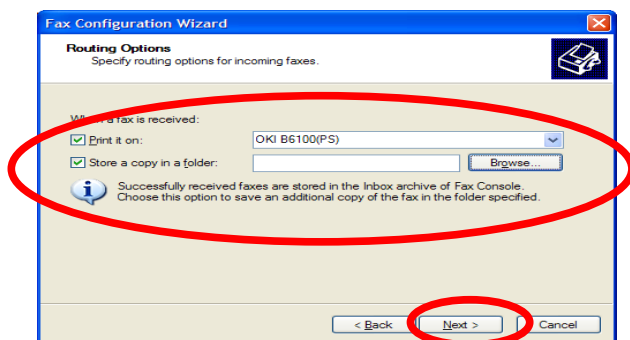 Fax Configuration Wizard
Routing Options
Specify routing options for incoming faxes.
When a fax is received:
Print it on:
OKI B6100(PS)
Store a copy in a folder:
Browse...
Successfully received faxes are stored in the Inbox archive of Fax Console.
Choose this option to save an additional copy of the fax in the folder specified.
< Back
Next >
Cancel